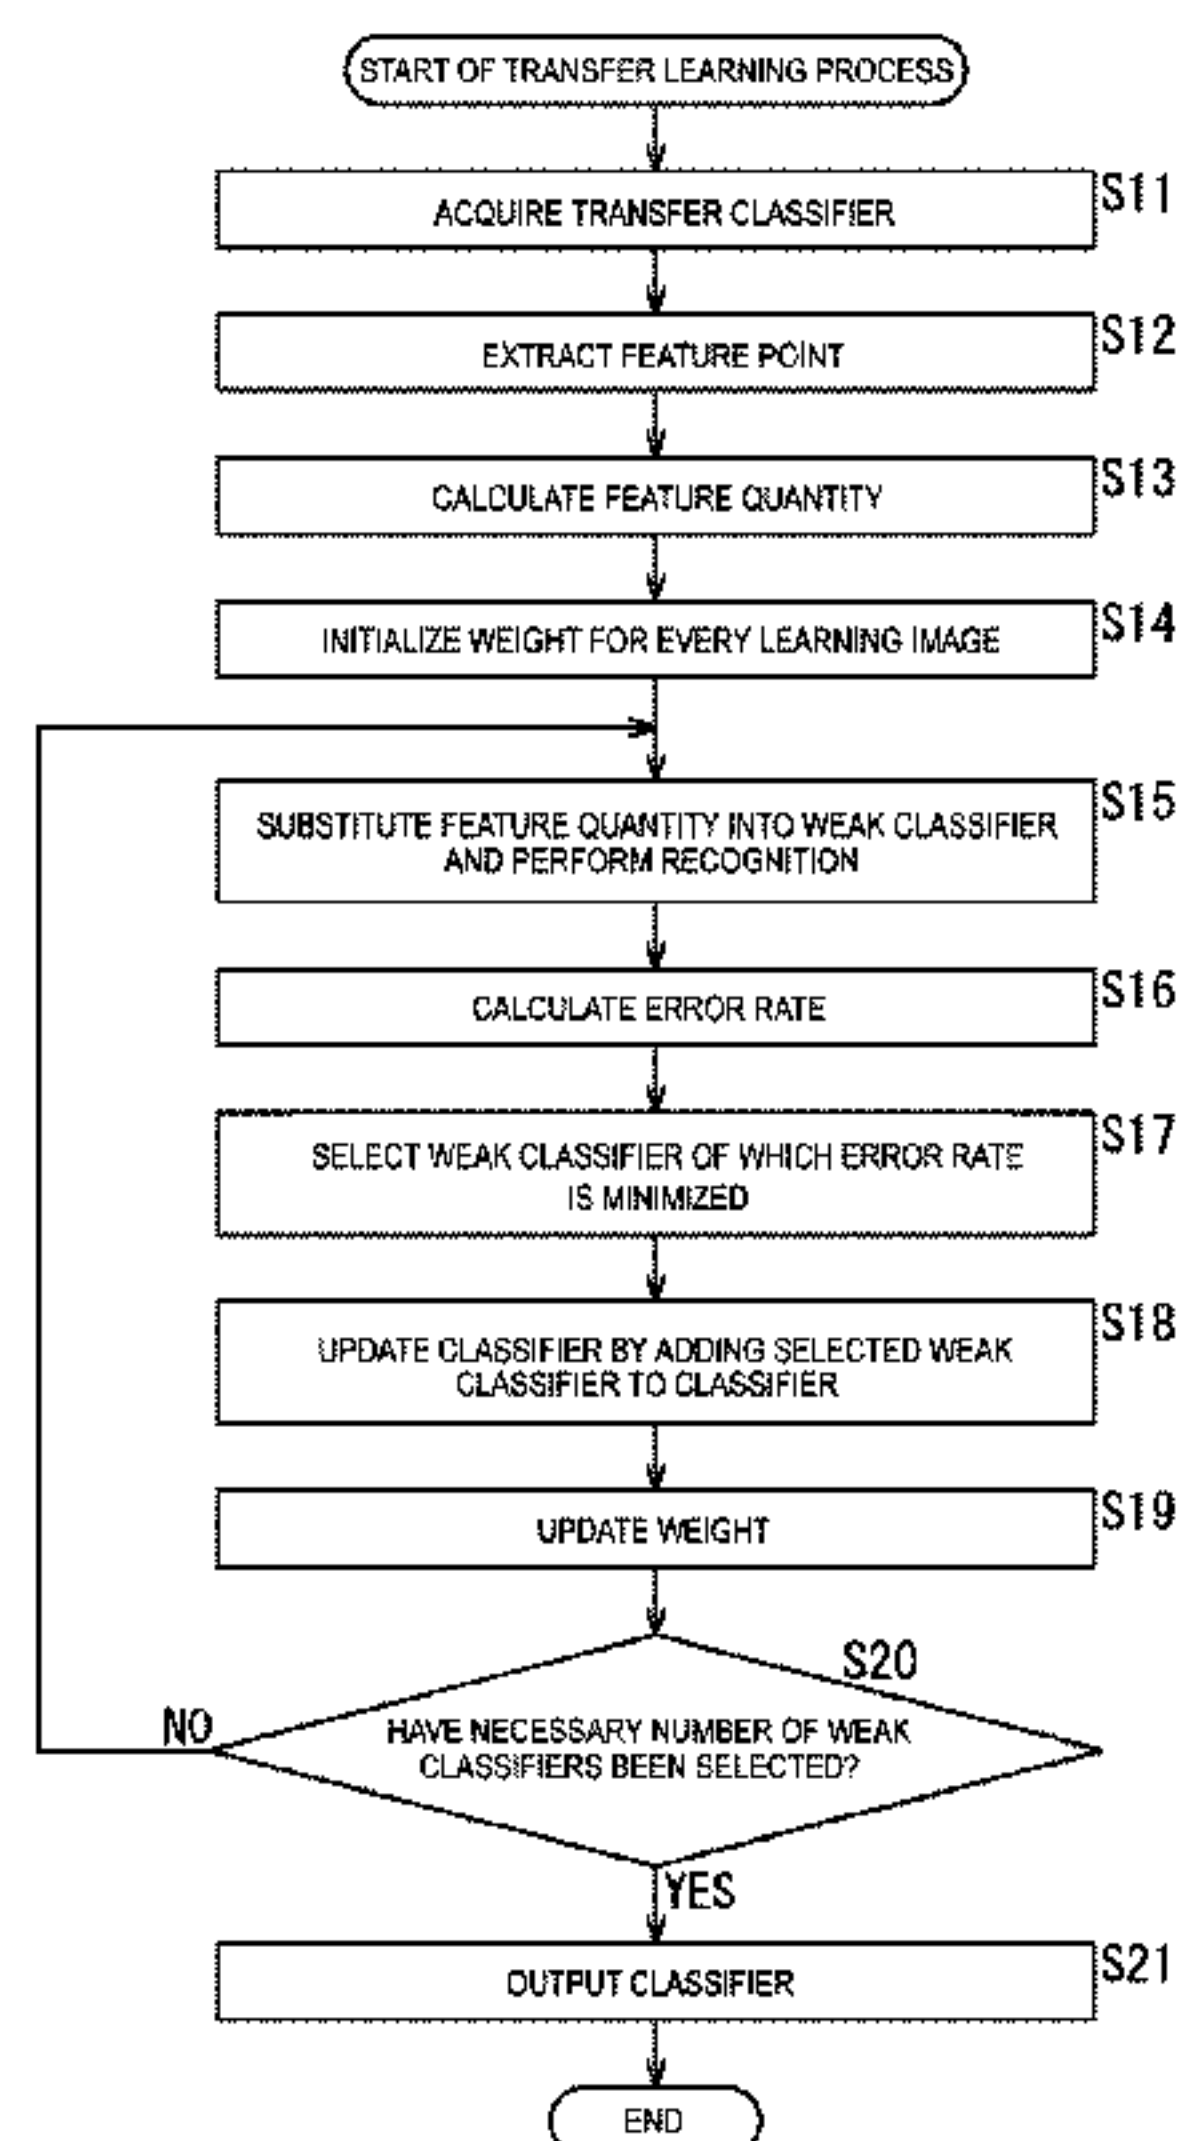 START OF TRANSFER LEARNING PROCESS
S11
ACQUIRE TRANSFER CLASSIFIER
S12
EXTRACT FEATURE POINT
S13
CALCULATE FEATURE QUANTITY
S14
INITIALIZE WEIGHT FOR EVERY LEARNING IMAGE
S15
SUBSTITUTE FEATURE QUANTITY INTO WEAK CLASSIFIER
AND PERFORM RECOGNITION
S16
CALCULATE ERROR RATE
S17
SELECT WEAK CLASSIFIER OF WHICH ERROR RATE
IS MINIMIZED
S18
UPDATE CLASSIFIER BY ADDING SELECTED WEAK
CLASSIFIER TO CLASSIFIER
S19
UPDATE WEIGHT
S20
NO
HAVE NECESSARY NUMBER OF WEAK
CLASSIFIERS BEEN SELECTED?
YES
S21
OUTPUT CLASSIFIER
END